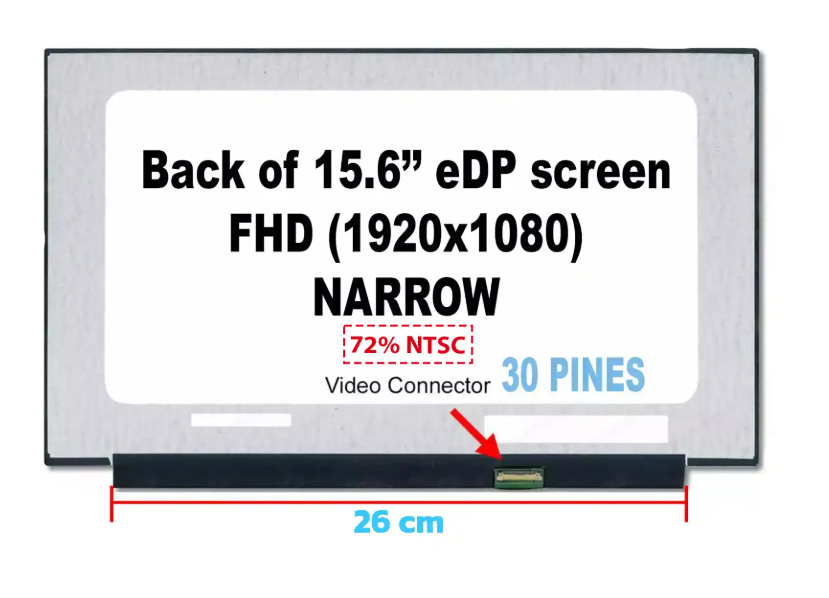 Back of 15.6” eDP screen
FHD (1920x1080)
NARROW
72% NTSC
Video Connector 30 PINES
26 cm